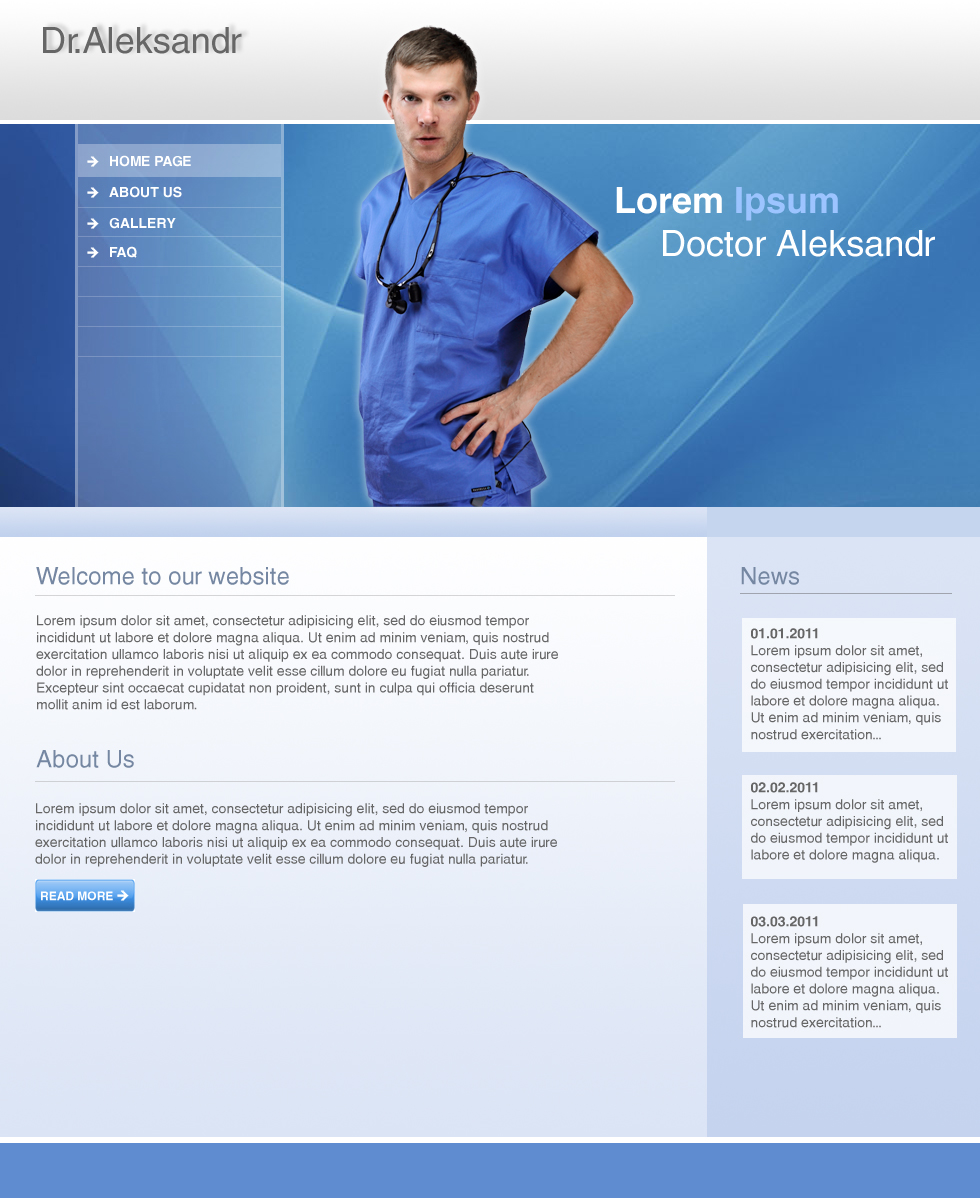 Dr.Aleksandr
HOME PAGE
ABOUT US
GALLERY
FAQ
Lorem Ipsum
Doctor Aleksandr
Welcome to our website
Lorem ipsum dolor sit amet, consectetur adipisicing elit, sed do eiusmod tempor
incididunt ut labore et dolore magna aliqua. Ut enim ad minim veniam, quis nostrud
exercitation ullamco laboris nisi ut aliquip ex ea commodo consequat. Duis aute irure
dolor in reprehenderit in voluptate velit esse cillum dolore eu fugiat nulla pariatur.
Excepteur sint occaecat cupidatat non proident, sunt in culpa qui officia deserunt
mollit anim id est laborum.
About Us
Lorem ipsum dolor sit amet, consectetur adipisicing elit, sed do eiusmod tempor
incididunt ut labore et dolore magna aliqua. Ut enim ad minim veniam, quis nostrud
exercitation ullamco laboris nisi ut aliquip ex ea commodo consequat. Duis aute irure
dolor in reprehenderit in voluptate velit esse cillum dolore eu fugiat nulla pariatur.
READ MORE
News
01.01.2011
Lorem ipsum dolor sit amet,
consectetur adipisicing elit, sed
do eiusmod tempor incididunt ut
labore et dolore magna aliqua.
Ut enim ad minim veniam, quis
nostrud exercitation...
02.02.2011
Lorem ipsum dolor sit amet,
consectetur adipisicing elit, sed
do eiusmod tempor incididunt ut
labore et dolore magna aliqua.
03.03.2011
Lorem ipsum dolor sit amet,
consectetur adipisicing elit, sed
do eiusmod tempor incididunt ut
labore et dolore magna aliqua.
Ut enim ad minim veniam, quis
nostrud exercitation...